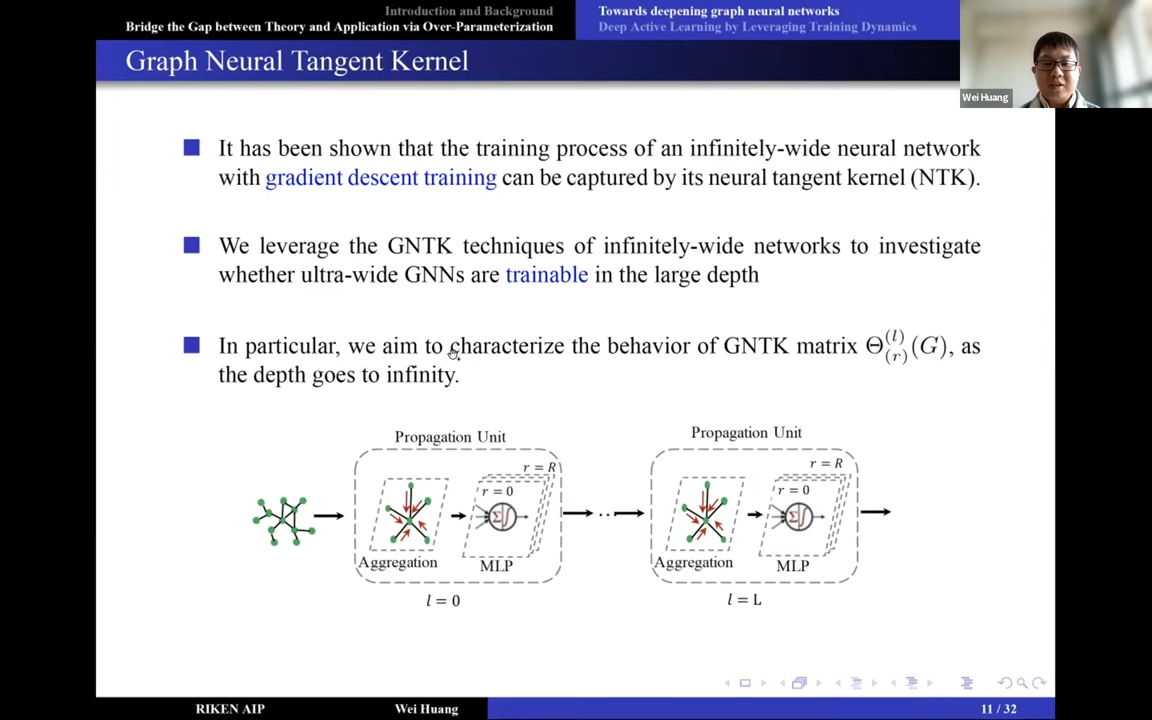 Introduction and Background
Bridge the Gap between Theory and Application via Over-Parameterization
Towards deepening graph neural networks
Deep Active Learning by Leveraging Training Dynamics
Graph Neural Tangent Kernel
Wei Huang
It has been shown that the training process of an infinitely-wide neural network
with gradient descent training can be captured by its neural tangent kernel (NTK).
We leverage the GNTK techniques of infinitely-wide networks to investigate
whether ultra-wide GNNs are trainable in the large depth
In particular, we aim to characterize the behavior of GNTK matrix Θ^{(l)}_{(r)}(G), as
the depth goes to infinity.
Propagation Unit
r = R
r = 0
Aggregation
MLP
l = 0
. .
Propagation Unit
r = R
r = 0
Aggregation
MLP
l = L
RIKEN AIP
Wei Huang
11 / 32